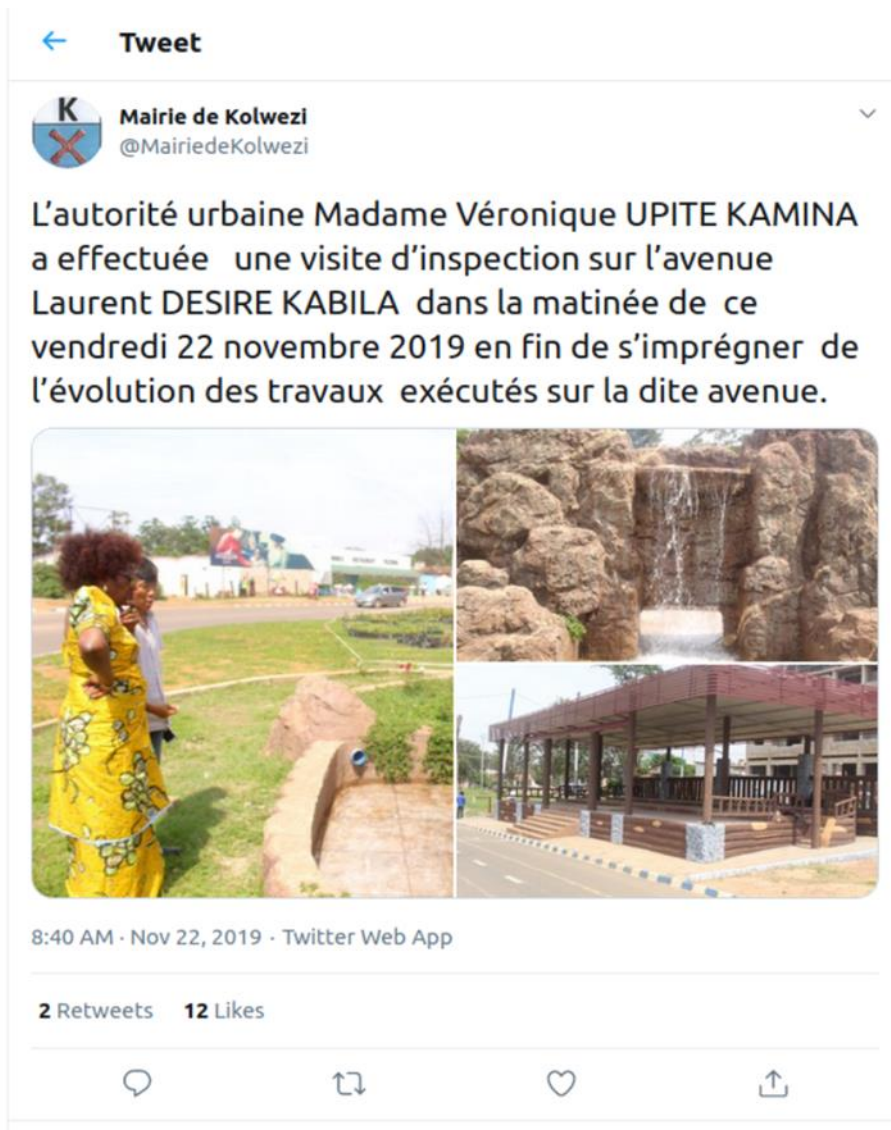 Tweet
K
Mairie de Kolwezi
@MairiedeKolwezi
L’autorité urbaine Madame Véronique UPITE KAMINA
a effectuée une visite d’inspection sur l’avenue
Laurent DESIRE KABILA dans la matinée de ce
vendredi 22 novembre 2019 en fin de s’imprégner de
l’évolution des travaux exécutés sur la dite avenue.
8:40 AM · Nov 22, 2019 · Twitter Web App
2 Retweets 12 Likes